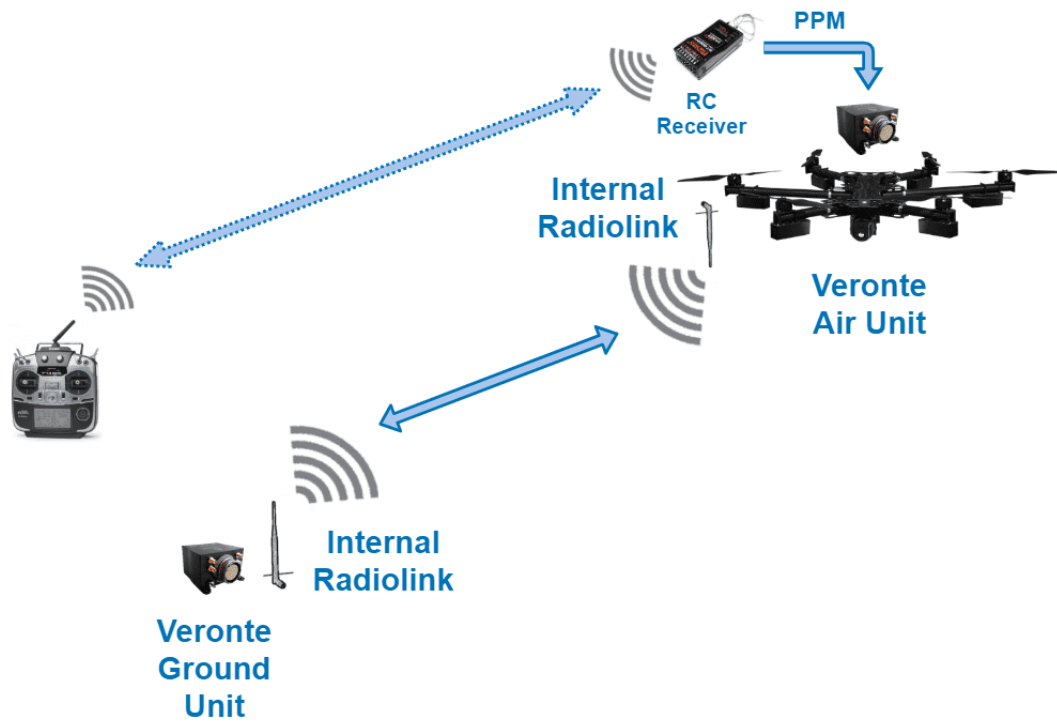 PPM
RC
Receiver
Internal
Radiolink
Veronte
Air Unit
Internal
Radiolink
Veronte
Ground
Unit